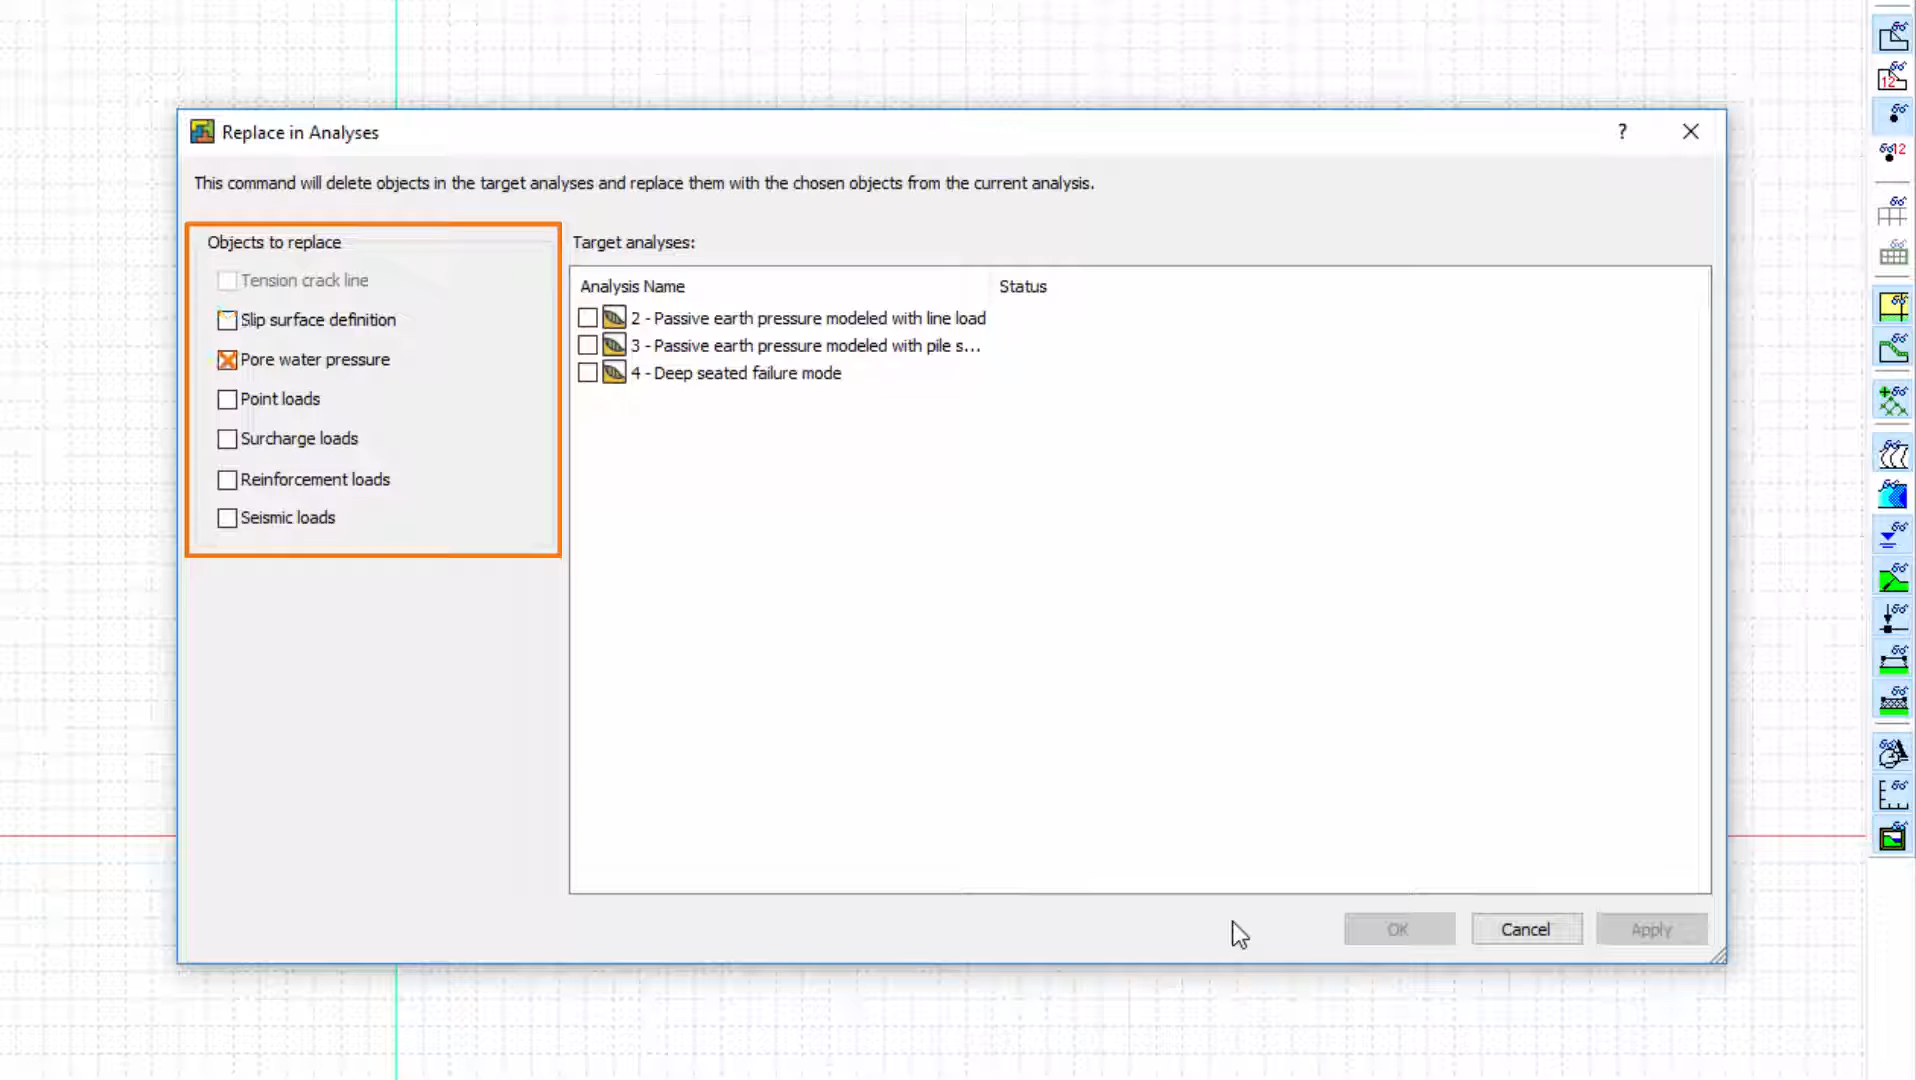 Replace in Analyses
?
This command will delete objects in the target analyses and replace them with the chosen objects from the current analysis.
Objects to replace
Tension crack line
Slip surface definition
Pore water pressure
Point loads
Surcharge loads
Reinforcement loads
Seismic loads
Target analyses:
Analysis Name Status
2 - Passive earth pressure modeled with line load
3 - Passive earth pressure modeled with pile s...
4 - Deep seated failure mode
OK Cancel Apply
12
12